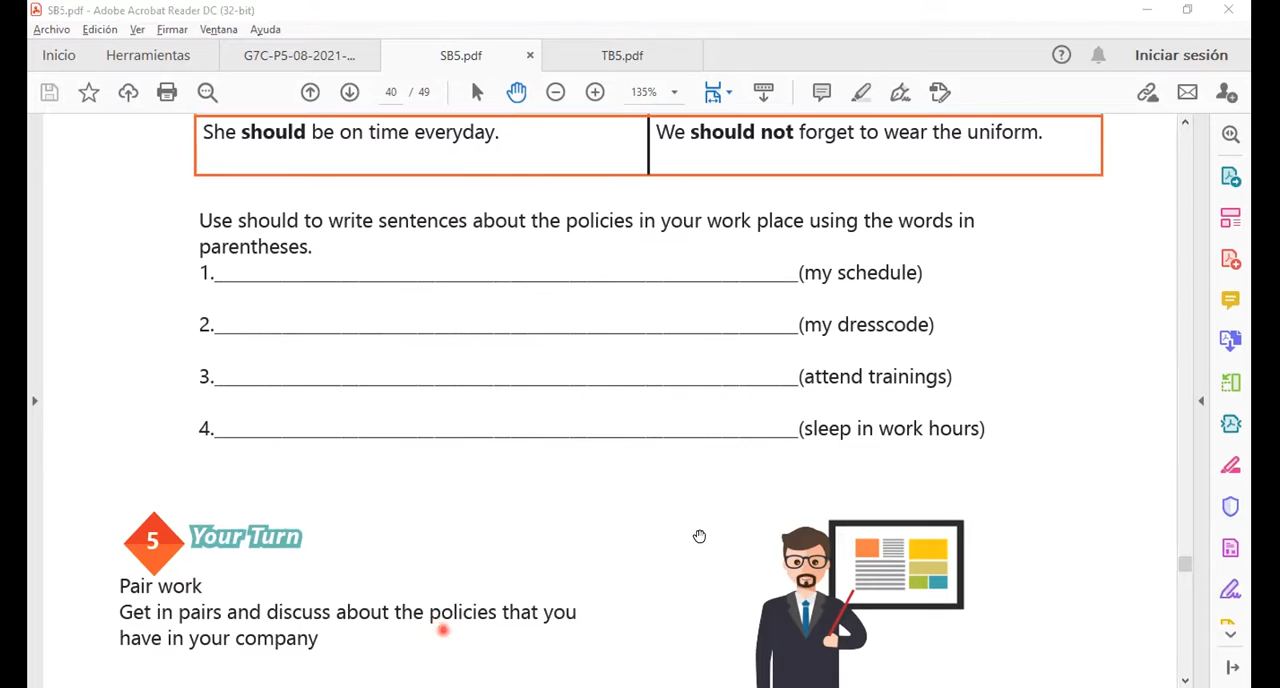 SB5.pdf - Adobe Acrobat Reader DC (32-bit)
Archivo Edición Ver Firmar Ventana Ayuda
Inicio Herramientas G7C-P5-08-2021-... SB5.pdf × TB5.pdf Iniciar sesión
40 / 49 135%
She should be on time everyday. We should not forget to wear the uniform.
Use should to write sentences about the policies in your work place using the words in
parentheses.
1.______________________________(my schedule)
2.______________________________(my dresscode)
3.______________________________(attend trainings)
4.______________________________(sleep in work hours)
5 Your Turn
Pair work
Get in pairs and discuss about the policies that you
have in your company